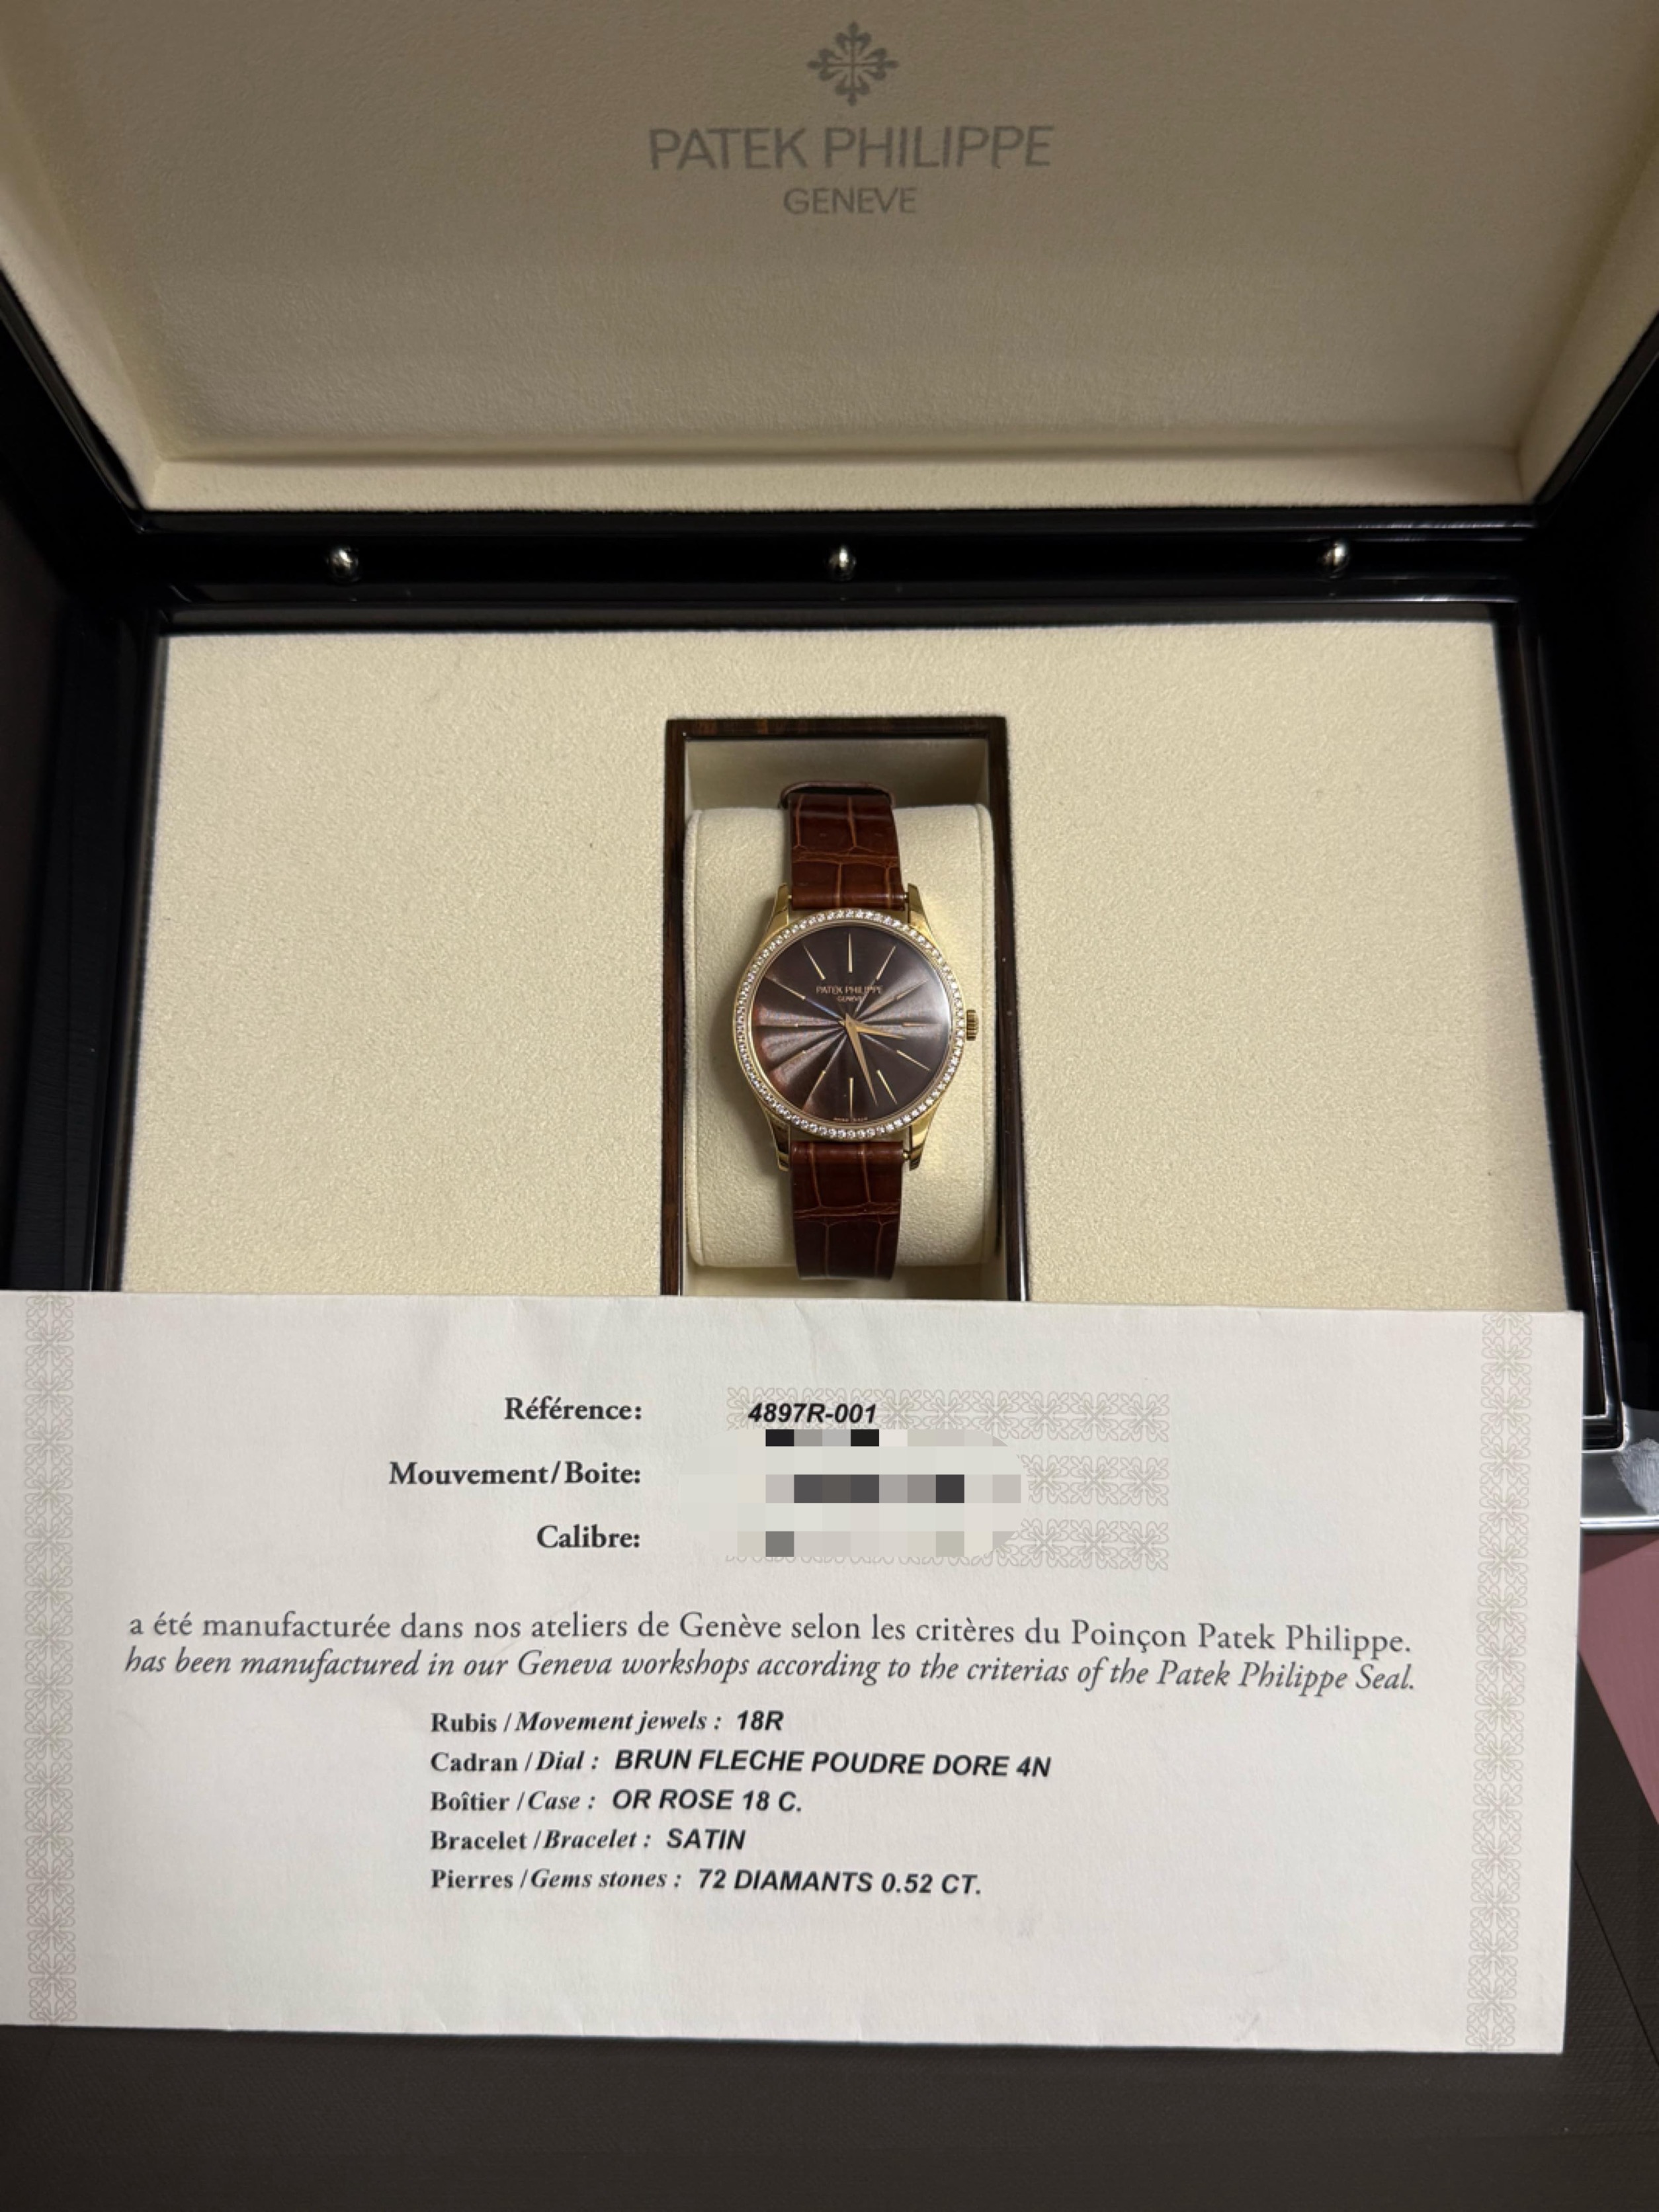 PATEK PHILIPPE
GENEVE
PATEK PHILIPPE
GENEVE
Référence: 4897R-001
Mouvement/Boite:
Calibre:
a été manufacturée dans nos ateliers de Genève selon les critères du Poinçon Patek Philippe.
has been manufactured in our Geneva workshops according to the criterias of the Patek Philippe Seal.
Rubis / Movement jewels : 18R
Cadran / Dial : BRUN FLECHE POUDRE DORE 4N
Boîtier / Case : OR ROSE 18 C.
Bracelet / Bracelet : SATIN
Pierres / Gems stones : 72 DIAMANTS 0.52 CT.